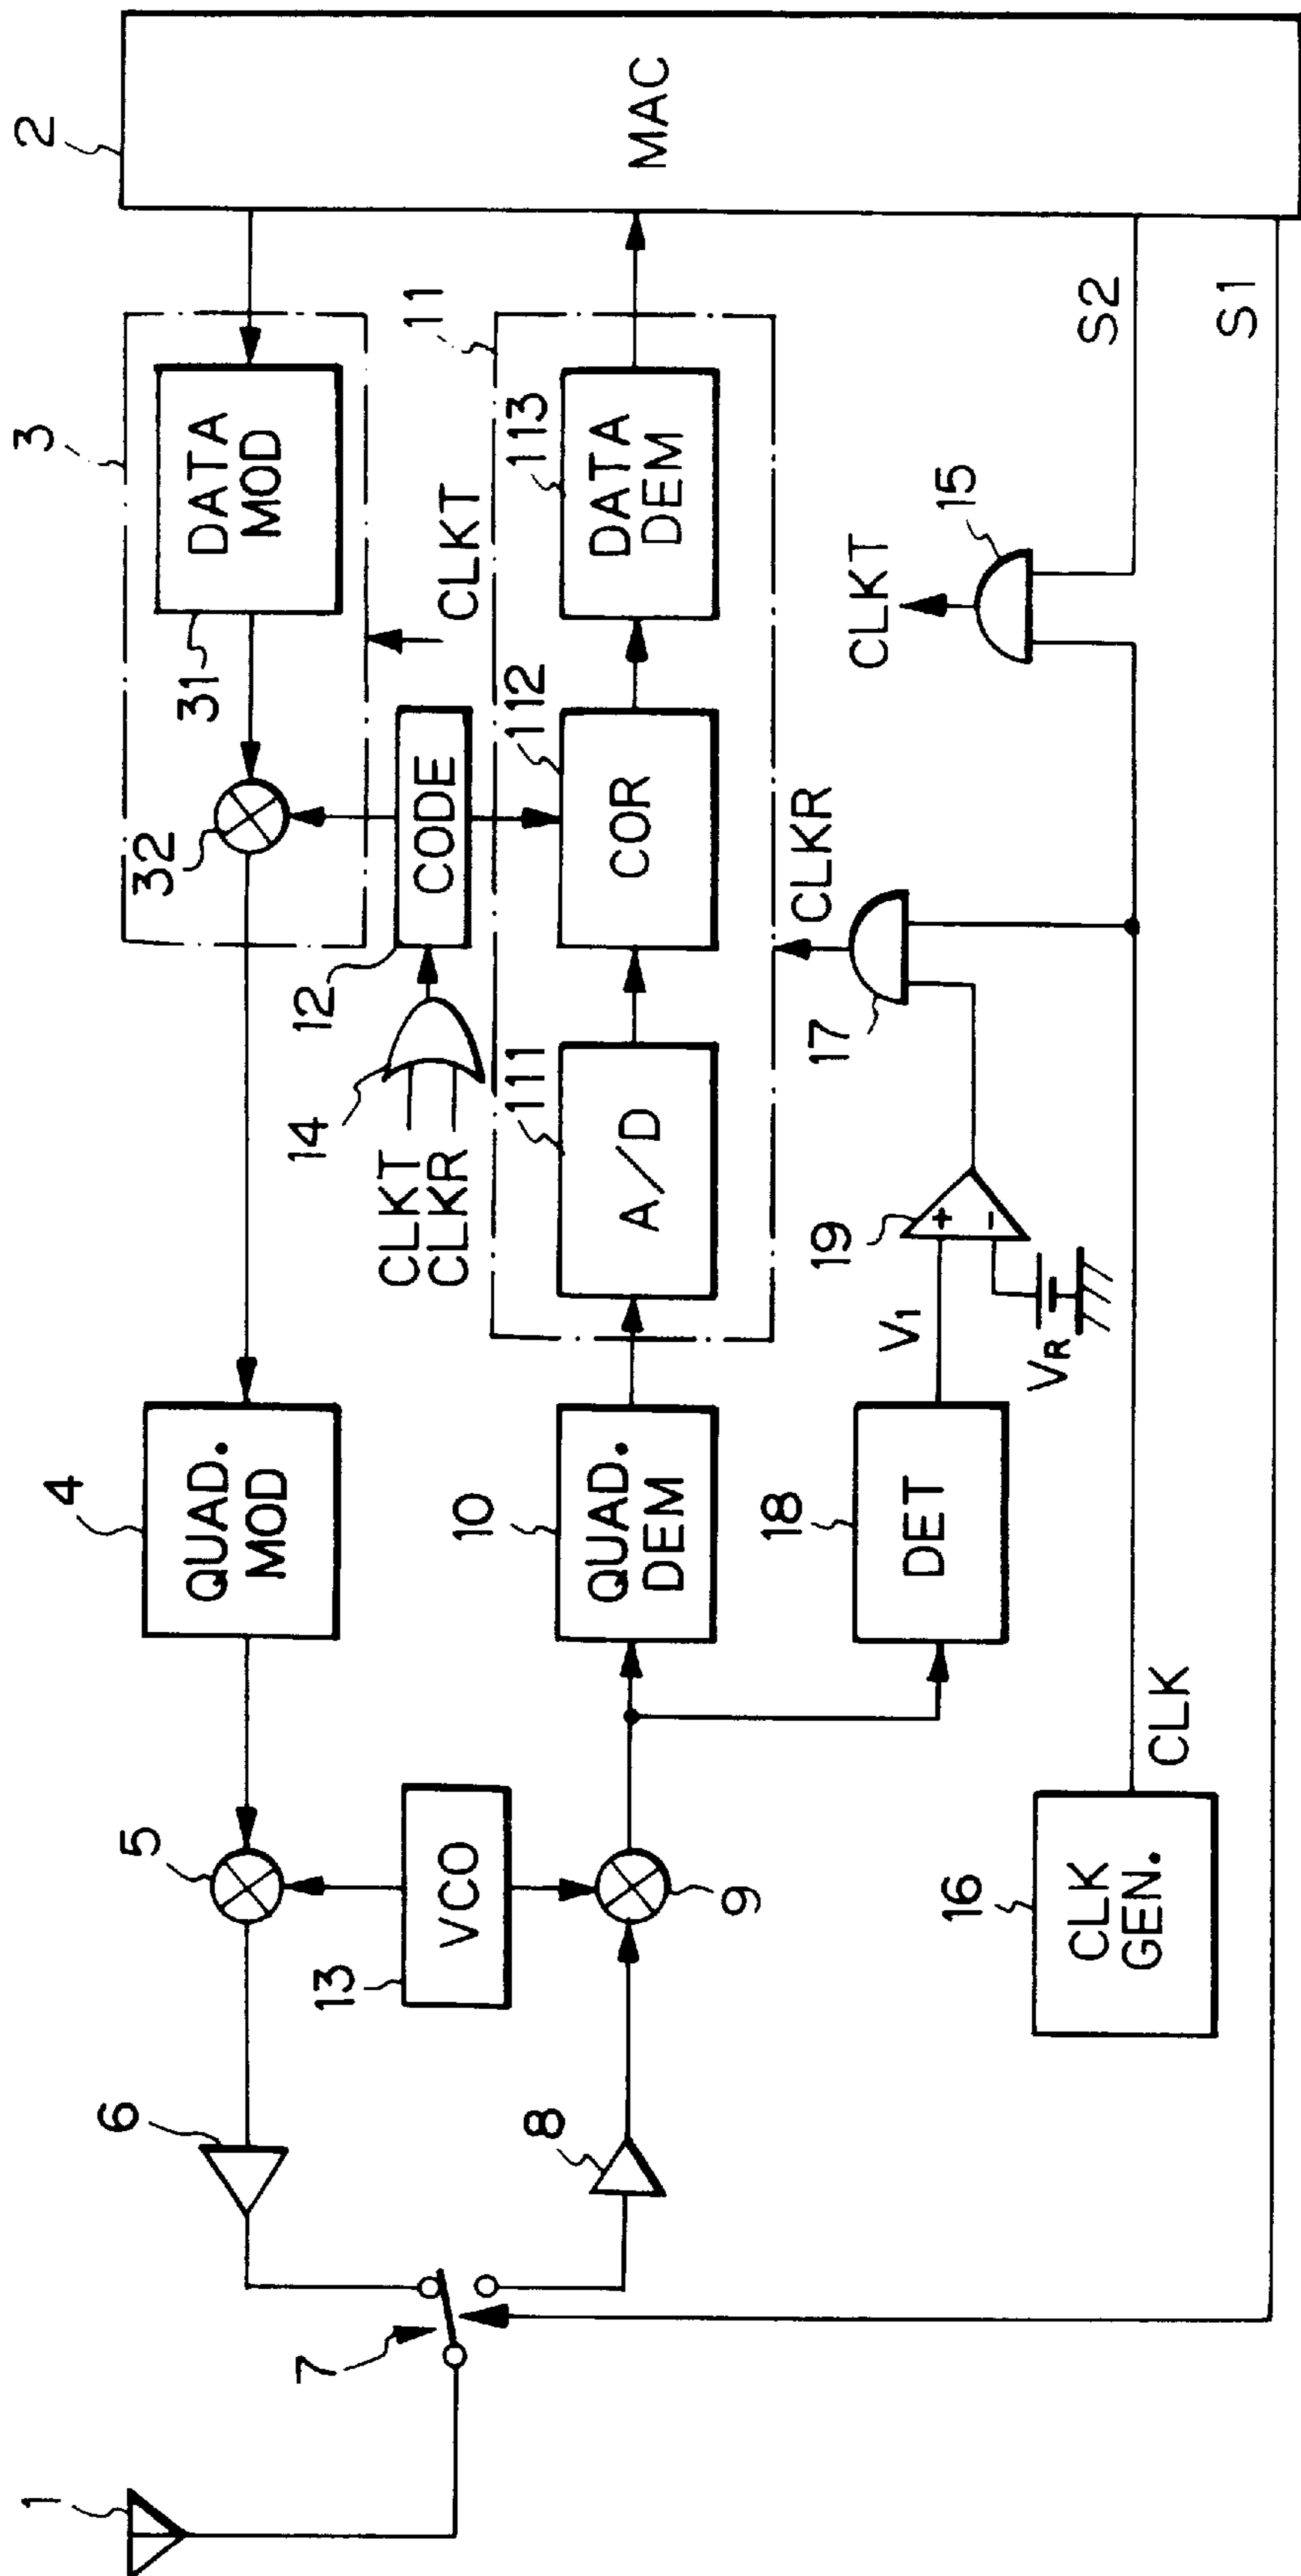 1
7
6
8
5
13
VCO
9
4
QUAD.
MOD
10
QUAD.
DEM
18
DET
16
CLK
GEN.
CLK
V1
VR
19
+
-
14
CLKT
CLKR
12
CODE
111
A/D
32
31
DATA
MOD
3
CLKT
112
COR
113
DATA
DEM
11
17
CLKR
15
CLKT
S2
S1
2
MAC